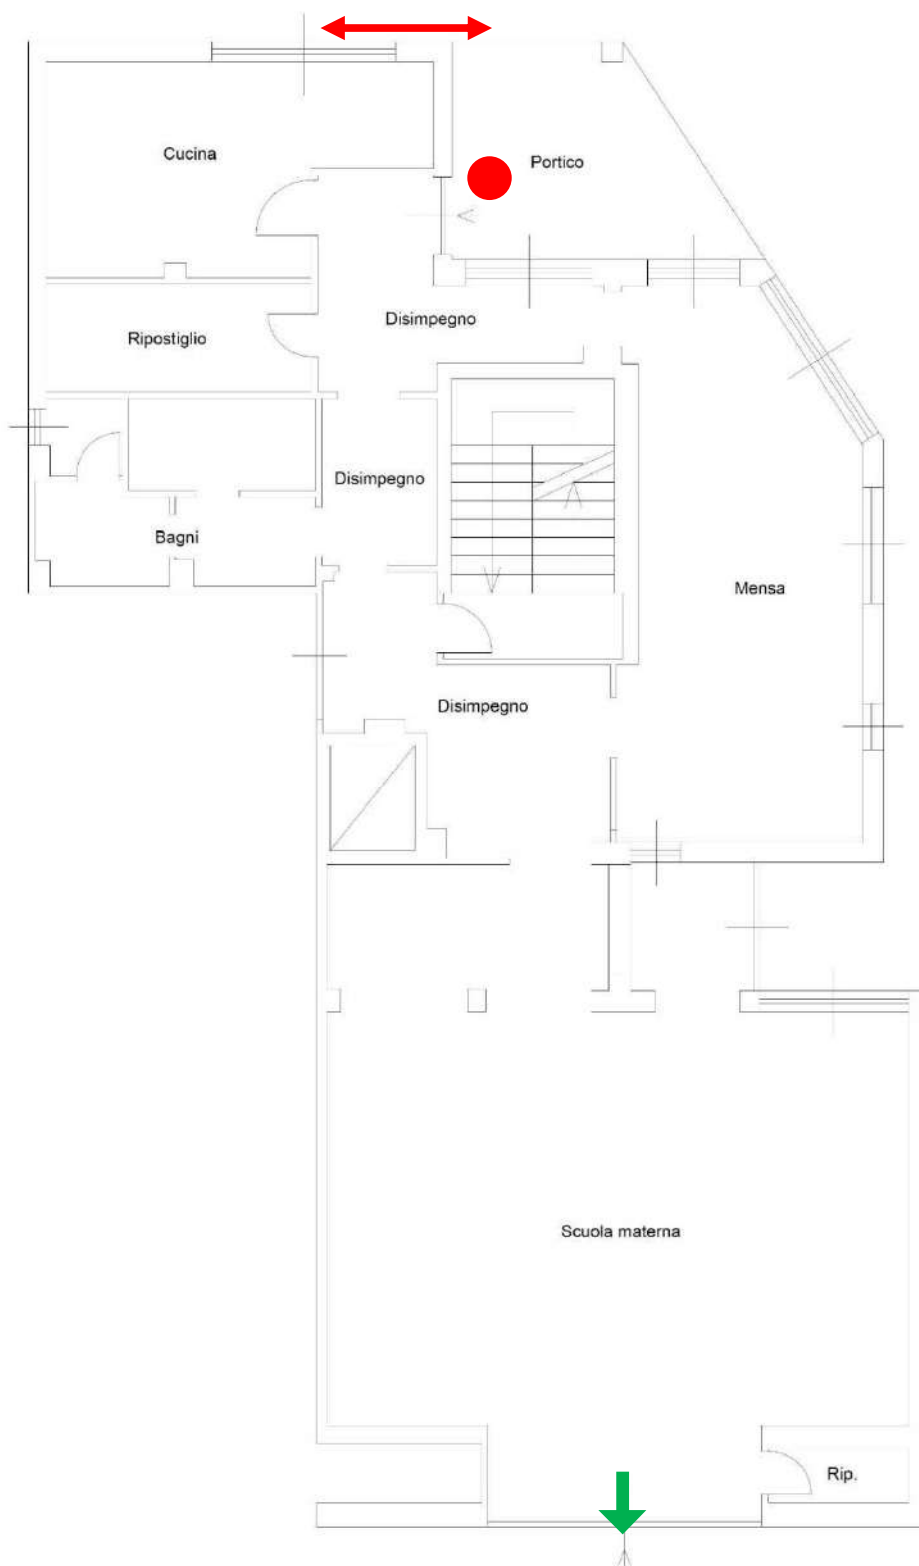 Cucina
Portico
Disimpegno
Ripostiglio
Disimpegno
Bagni
Mensa
Disimpegno
Scuola materna
Rip.